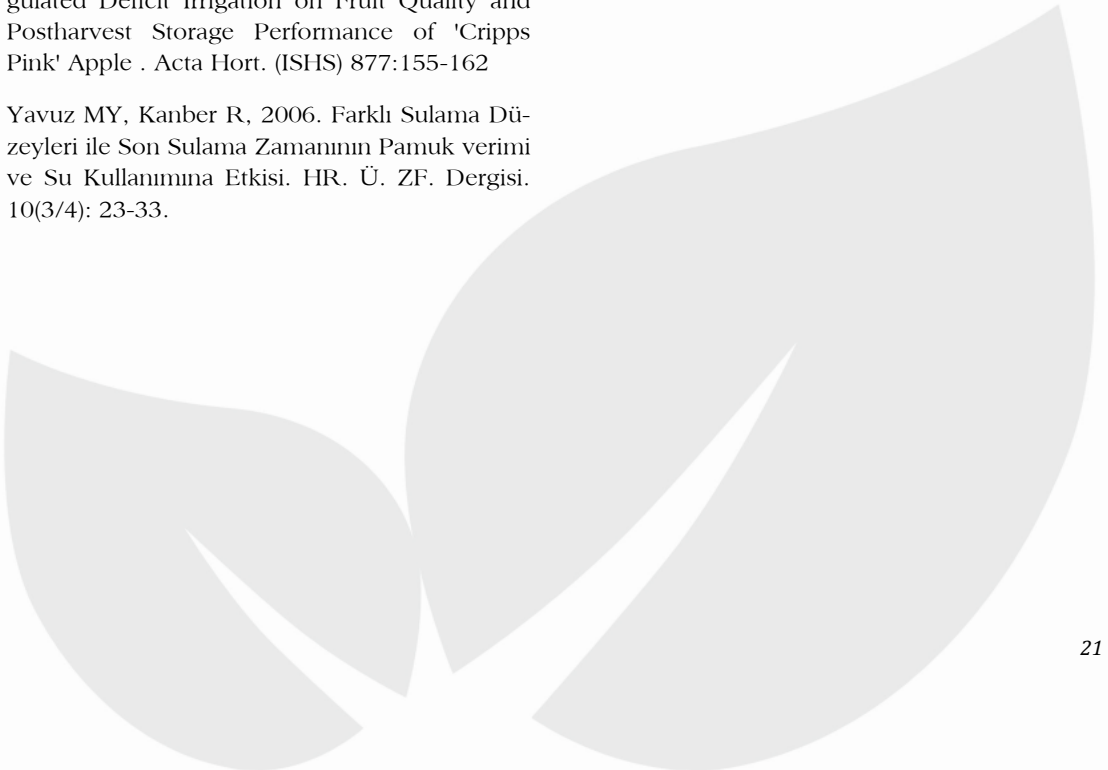 gulated Deficit Irrigation on Fruit Quality and
Postharvest Storage Performance of 'Cripps
Pink' Apple . Acta Hort. (ISHS) 877:155-162
Yavuz MY, Kanber R, 2006. Farklı Sulama Dü-
zeyleri ile Son Sulama Zamanının Pamuk verimi
ve Su Kullanımına Etkisi. HR. Ü. ZF. Dergisi.
10(3/4): 23-33.
21